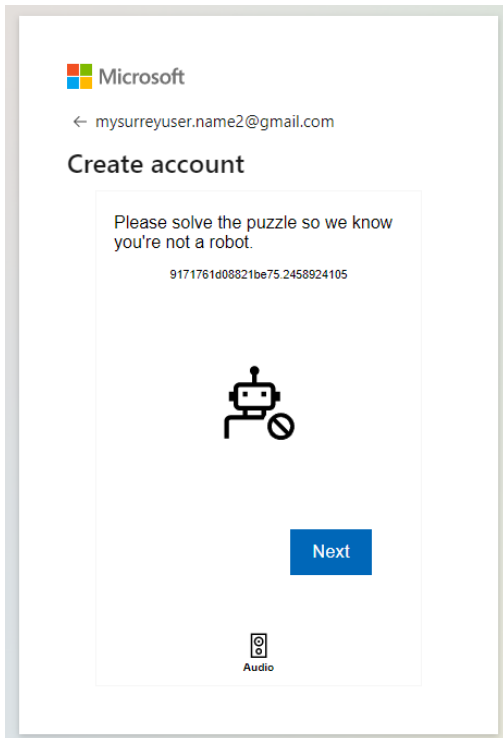 Microsoft
← mysurreyuser.name2@gmail.com
Create account
Please solve the puzzle so we know
you're not a robot.
9171761d08821be75.2458924105
Next
Audio